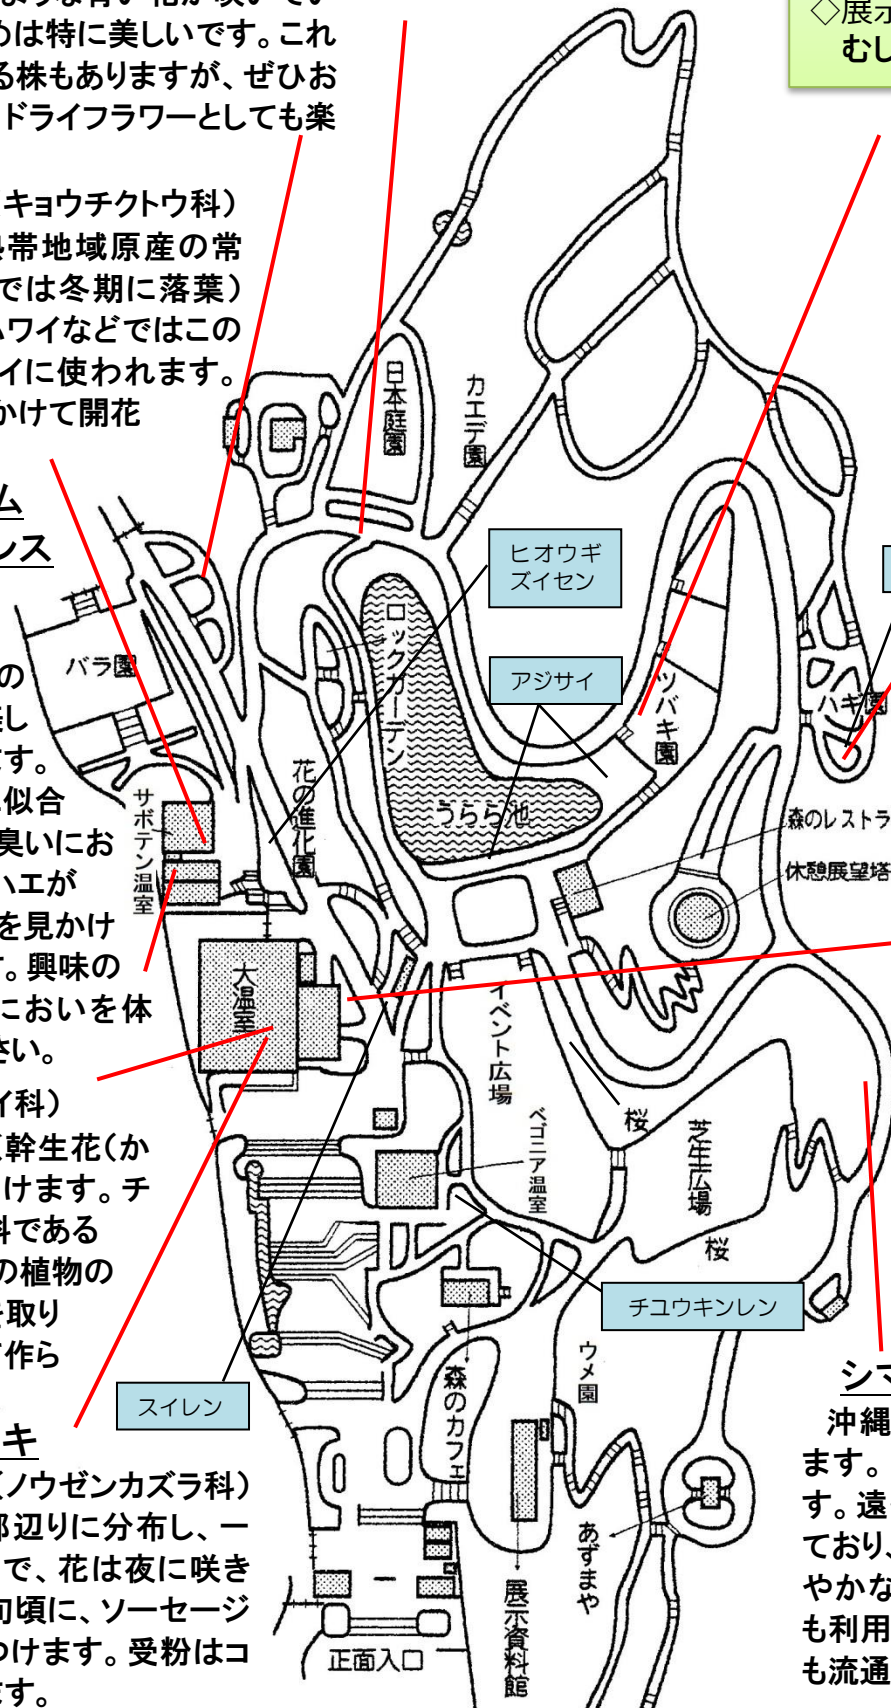 ような青い花が咲いてい
めは特に美しいです。これ
る株もありますが、ぜひお
ドライフラワーとしても楽
◇展示
むし
キョウチクトウ科)
帯地域原産の常
では冬期に落葉)
ハワイなどではこの
イに使われます。
かけて開花
ム
ンス
の
ます。
似合
臭いにお
ハエが
を見かけ
す。興味の
においを体
さい。
イ科)
幹生花(か
けます。チ
料である
の植物の
を取り
作ら
キ
(ノウゼンカズラ科)
部辺りに分布し、一
で、花は夜に咲き
旬頃に、ソーセージ
つけます。受粉はコ
ます。
日本庭園
カエデ園
ヒオウギ
ズイセン
アジサイ
ロックガーデン
うらら池
ツバキ園
ハギ園
バラ園
花の進化園
サボテン温室
森のレストラ
休憩展望塔
大温室
イベント広場
桜
芝生広場
ベゴニア温室
桜
チユウキンレン
スイレン
ウメ園
森のカフェ
あずまや
展示資料館
正面入口
シマ
沖縄
ます。
す。遠
ており、
やかな
も利用
も流通